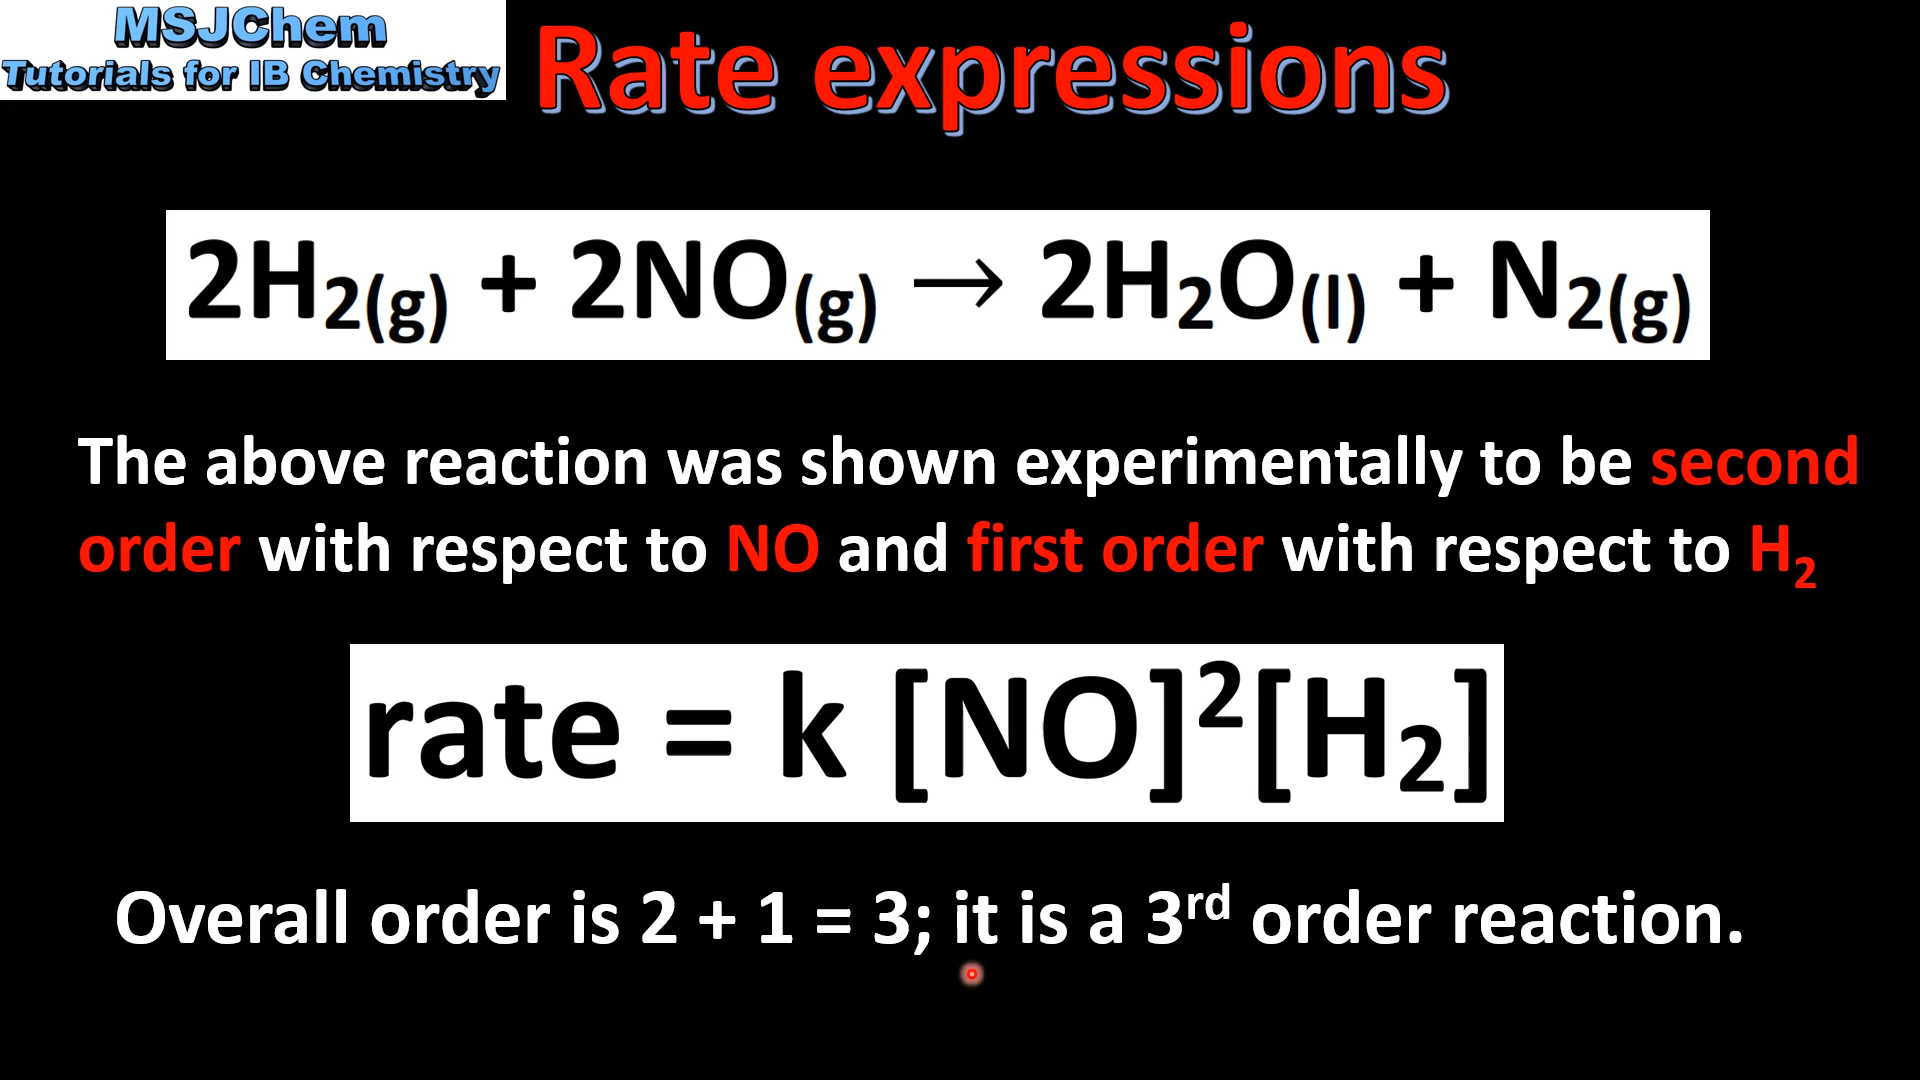 MSJChem
Tutorials for IB Chemistry
Rate expressions
2H₂(g) + 2NO(g) → 2H₂O(l) + N₂(g)
The above reaction was shown experimentally to be second
order with respect to NO and first order with respect to H₂
rate = k [NO]²[H₂]
Overall order is 2 + 1 = 3; it is a 3ʳᵈ order reaction.